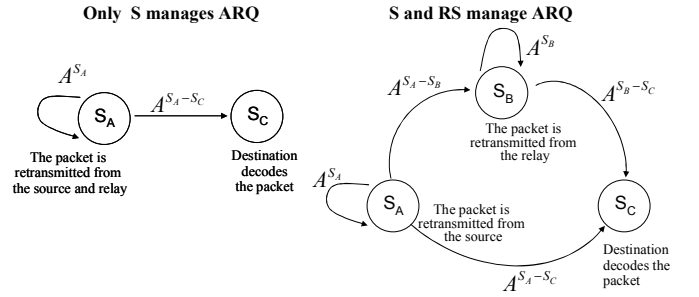 Only S manages ARQ
A^{S_A}
S_A
A^{S_A-S_C}
S_C
The packet is
retransmitted from
the source and relay
Destination
decodes
the packet
S and RS manage ARQ
A^{S_B}
A^{S_A-S_B}
S_B
A^{S_B-S_C}
The packet is
retransmitted from
the relay
A^{S_A}
S_A
The packet is
retransmitted from
the source
S_C
A^{S_A-S_C}
Destination
decodes the
packet